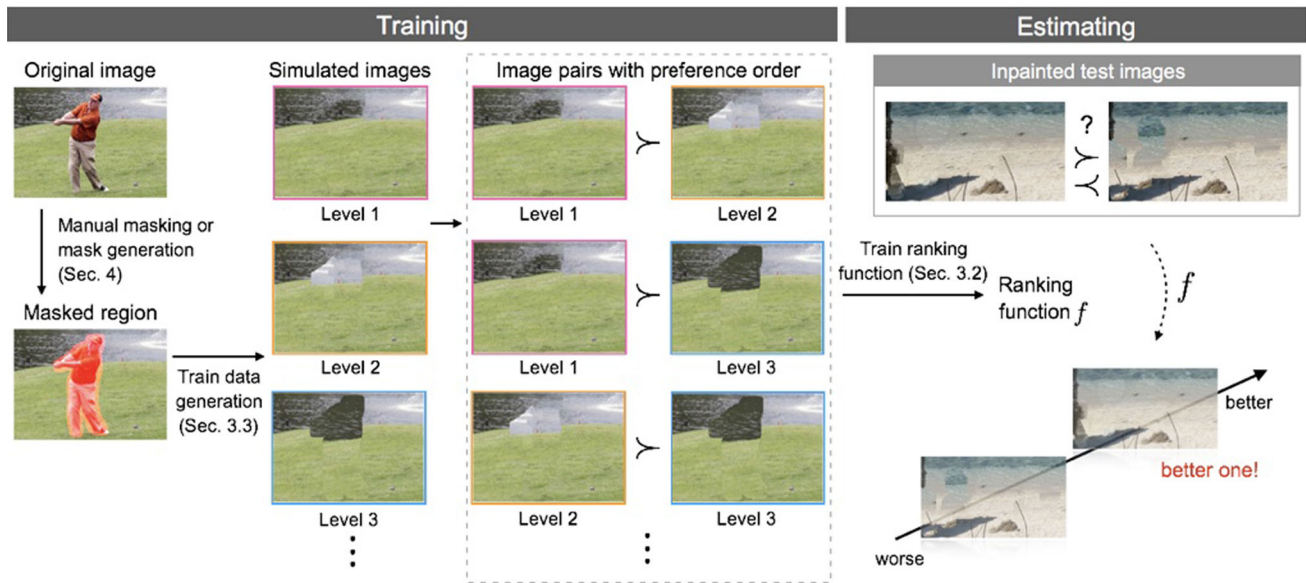 Training
Estimating
Original image
Simulated images
Image pairs with preference order
Inpainted test images
?
Level 1
Level 1
Level 2
Manual masking or
mask generation
(Sec. 4)
Masked region
Level 2
Level 1
Level 3
Train ranking
function (Sec. 3.2)
Ranking
function f
f
Train data
generation
(Sec. 3.3)
Level 3
Level 2
Level 3
better
better one!
worse